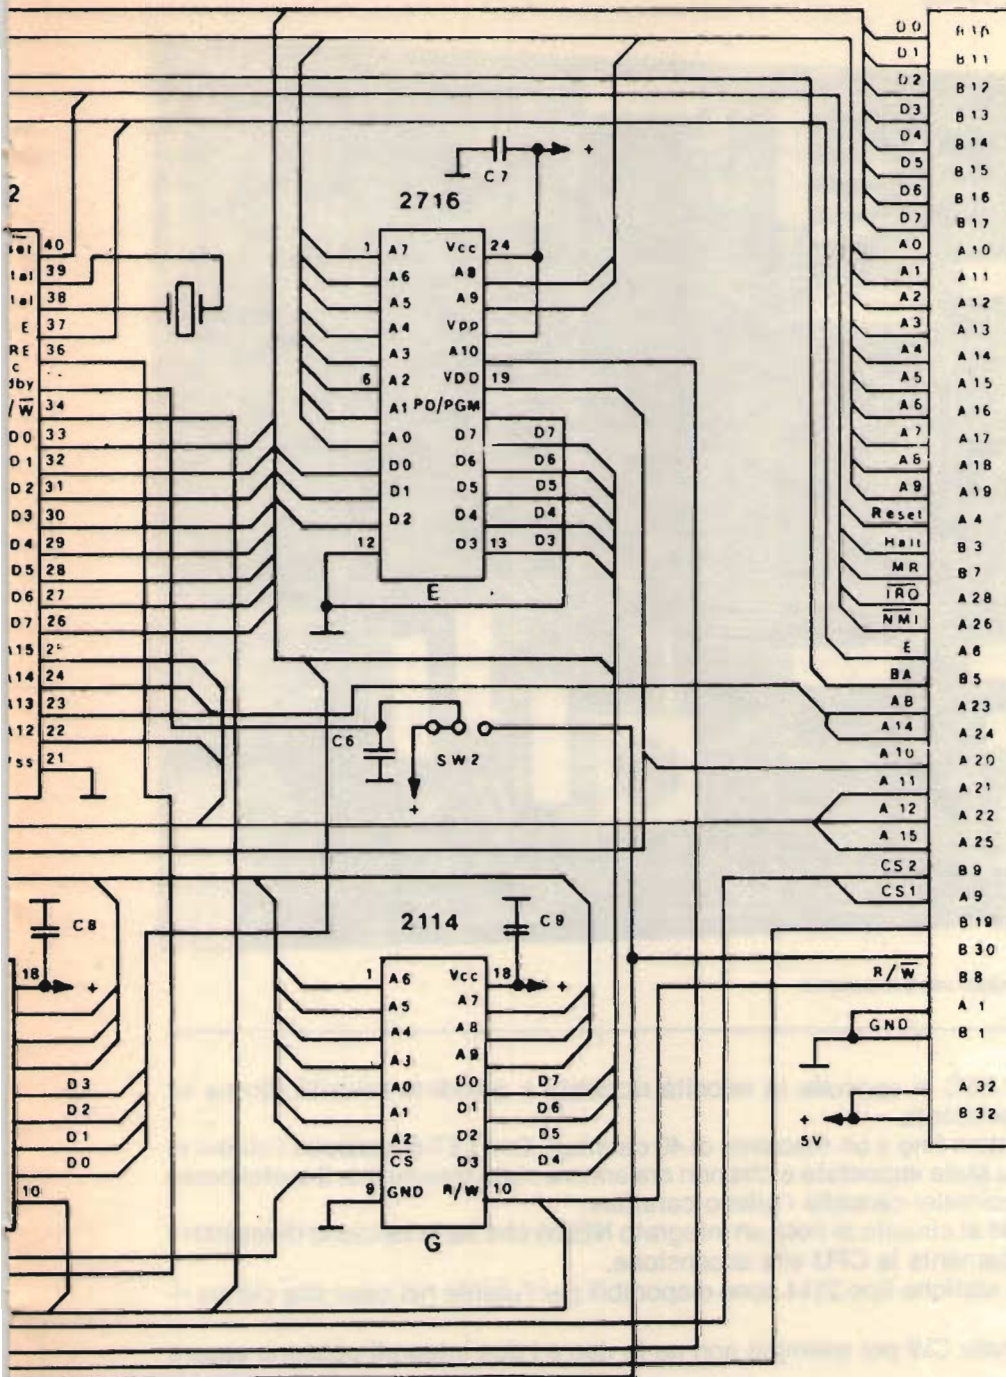 2
40
39
38
E 37
RE 36
c
dby
/W̅ 34
D0 33
D1 32
D2 31
D3 30
D4 29
D5 28
D6 27
D7 26
A15
A14 24
A13 23
A12 22
21
C7
+
2716
1 A7 Vcc 24
A6 A8
A5 A9
A4 Vpp
A3 A10
6 A2 VDD 19
A1 PD/PGM
A0 D7 D7
D0 D6 D6
D1 D5 D5
D2 D4 D4
12 D3 13 D3
E
C6
SW2
+
C8
18 +
D3
D2
D1
D0
10
2114
C9
1 A6 Vcc 18 +
A5 A7
A4 A8
A3 A9
A0 D0 D7
A1 D1 D6
A2 D2 D5
C̅S̅ D3 D4
9 GND R/W 10
G
D0 B10
D1 B11
D2 B12
D3 B13
D4 B14
D5 B15
D6 B16
D7 B17
A0 A10
A1 A11
A2 A12
A3 A13
A4 A14
A5 A15
A6 A16
A7 A17
A8 A18
A9 A19
Reset A4
Halt B3
MR B7
I̅R̅Q̅ A28
N̅M̅I̅ A26
E A6
BA B5
A8 A23
A14 A24
A10 A20
A11 A21
A12 A22
A15 A25
CS2 B9
CS1 A9
B19
B30
R/W̅ B8
A1
GND B1
A32
+ B32
5V